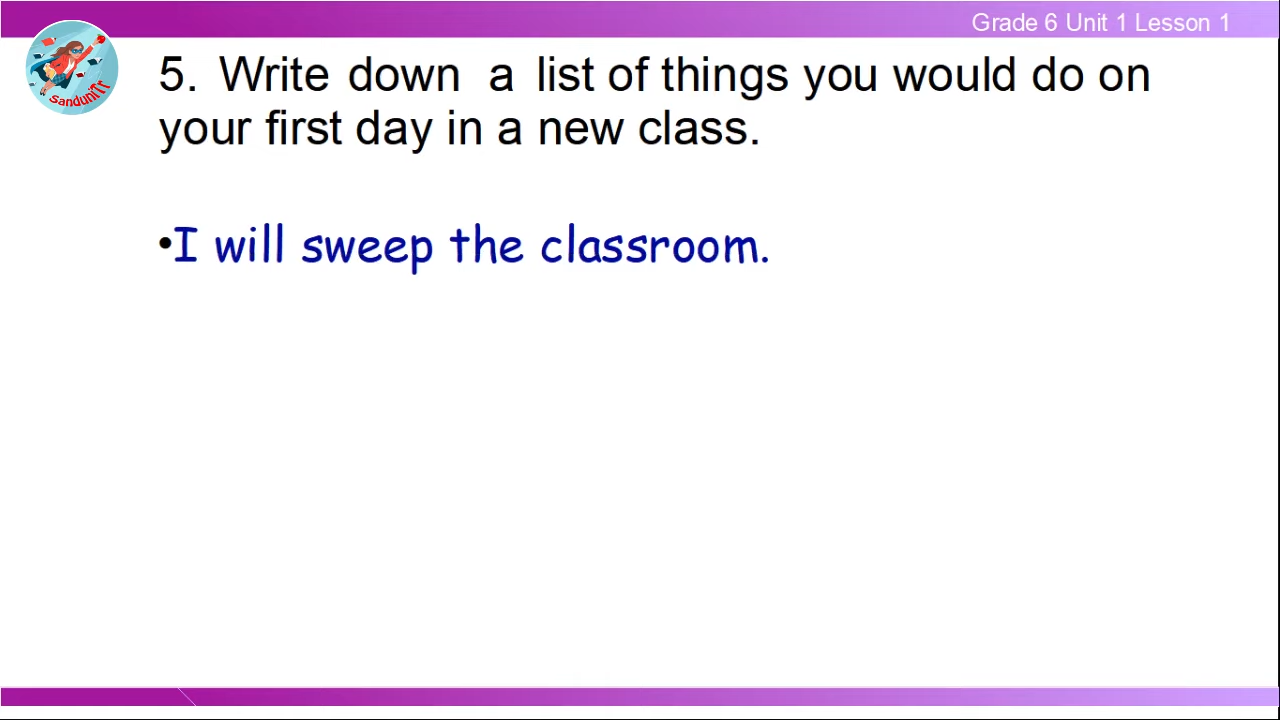 Grade 6 Unit 1 Lesson 1
SanduniTr
5. Write down a list of things you would do on
your first day in a new class.
•I will sweep the classroom.